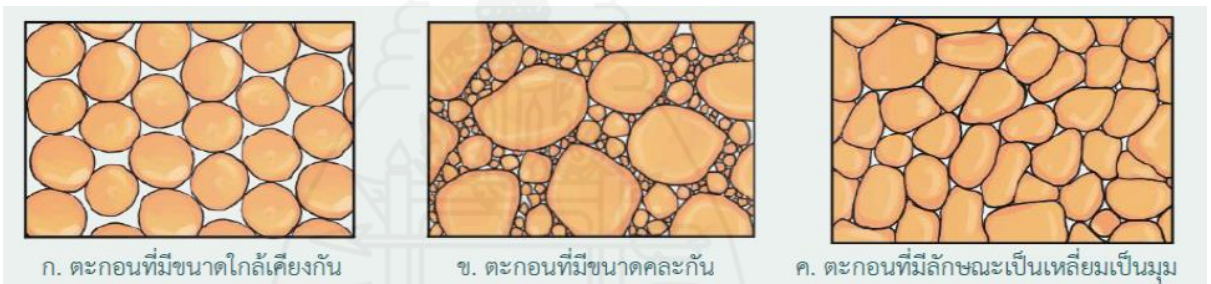 ก. ตะกอนที่มีขนาดใกล้เคียงกัน
ข. ตะกอนที่มีขนาดคละกัน
ค. ตะกอนที่มีลักษณะเป็นเหลี่ยมเป็นมุม